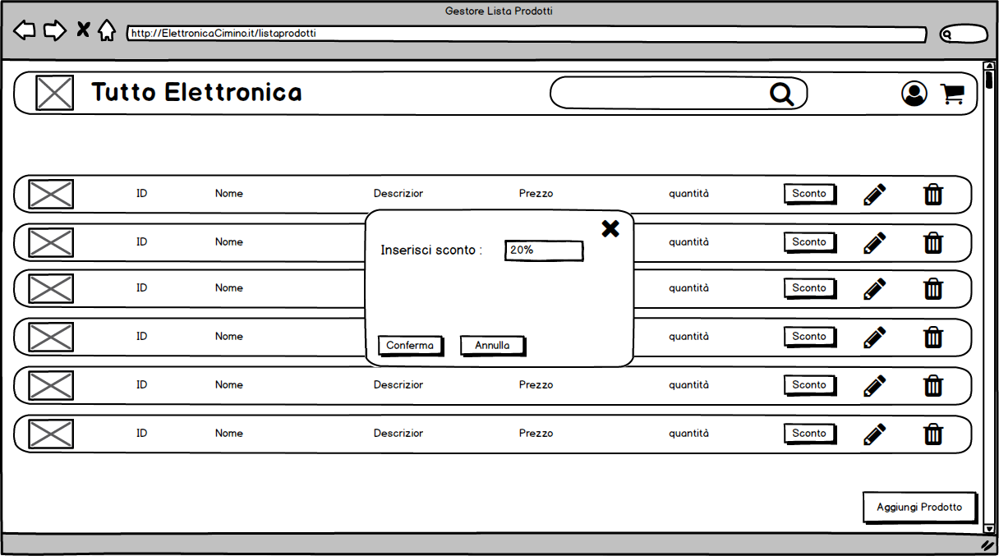 Gestore Lista Prodotti
http://ElettronicaCimino.it/listaprodotti
Tutto Elettronica
ID Nome Descrizior Prezzo quantità Sconto
ID Nome quantità Sconto
Inserisci sconto : 20%
ID Nome quantità Sconto
ID Nome quantità Sconto
Conferma Annulla
ID Nome Descrizior Prezzo quantità Sconto
ID Nome Descrizior Prezzo quantità Sconto
Aggiungi Prodotto